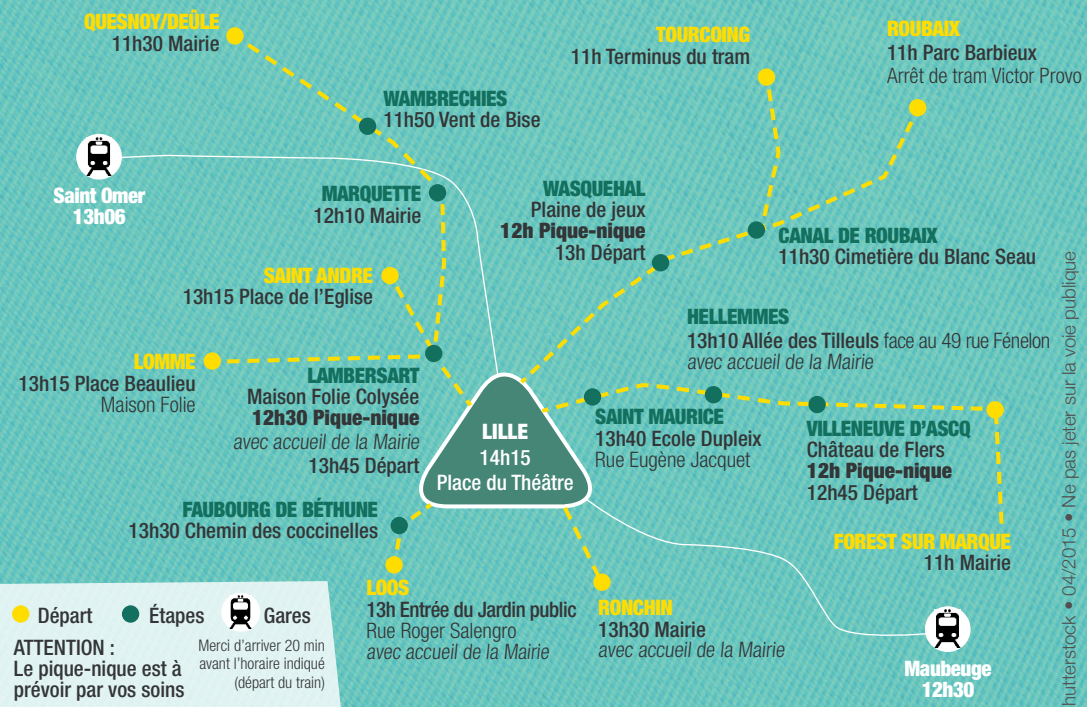 QUESNOY/DEÛLE
11h30 Mairie
WAMBRECHIES
11h50 Vent de Bise
MARQUETTE
12h10 Mairie
Saint Omer
13h06
SAINT ANDRE
13h15 Place de l'Eglise
LOMME
13h15 Place Beaulieu
Maison Folie
LAMBERSART
Maison Folie Colysée
12h30 Pique-nique
avec accueil de la Mairie
13h45 Départ
TOURCOING
11h Terminus du tram
ROUBAIX
11h Parc Barbieux
Arrêt de tram Victor Provo
WASQUEHAL
Plaine de jeux
12h Pique-nique
13h Départ
CANAL DE ROUBAIX
11h30 Cimetière du Blanc Seau
HELLEMMES
13h10 Allée des Tilleuls face au 49 rue Fénelon
avec accueil de la Mairie
SAINT MAURICE
13h40 Ecole Dupleix
Rue Eugène Jacquet
VILLENEUVE D'ASCQ
Château de Flers
12h Pique-nique
12h45 Départ
FOREST SUR MARQUE
11h Mairie
LILLE
14h15
Place du Théâtre
FAUBOURG DE BÉTHUNE
13h30 Chemin des coccinelles
LOOS
13h Entrée du Jardin public
Rue Roger Salengro
avec accueil de la Mairie
RONCHIN
13h30 Mairie
avec accueil de la Mairie
Maubeuge
12h30
Départ
Étapes
Gares
ATTENTION :
Le pique-nique est à
prévoir par vos soins
Merci d'arriver 20 min
avant l'horaire indiqué
(départ du train)
hutterstock • 04/2015 • Ne pas jeter sur la voie publique